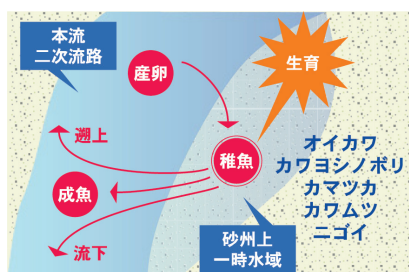 本流
二次流路
産卵
生育
遡上
稚魚
成魚
流下
オイカワ
カワヨシノボリ
カマツカ
カワムツ
ニゴイ
砂州上
一時水域